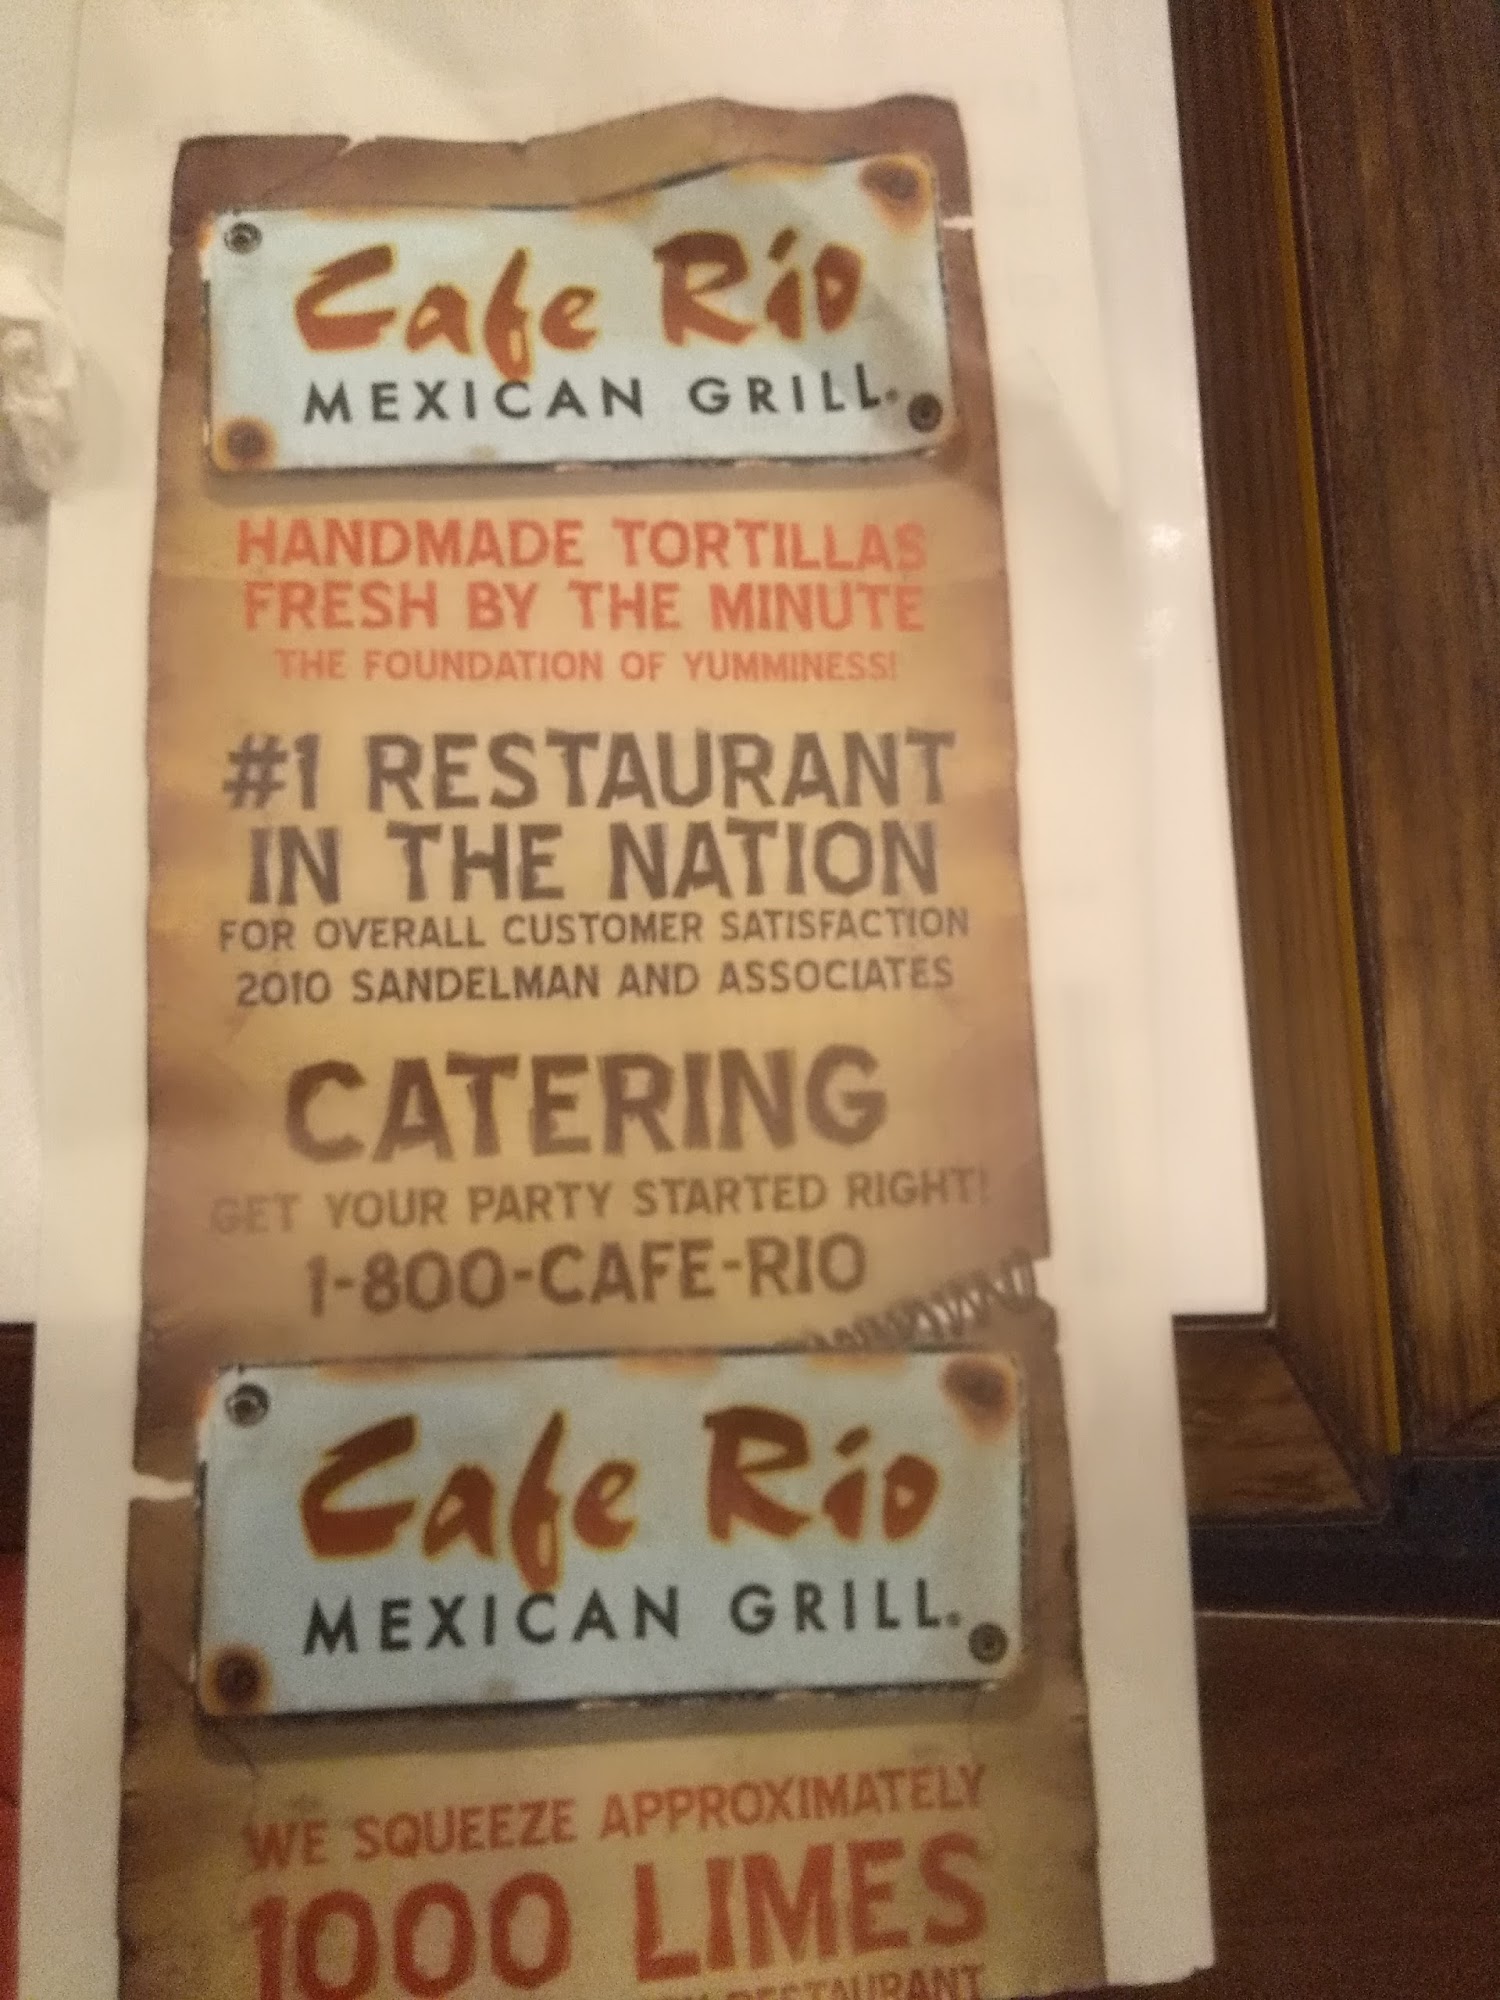 Cafe Rio
MEXICAN GRILL®
HANDMADE TORTILLAS
FRESH BY THE MINUTE
THE FOUNDATION OF YUMMINESS!
#1 RESTAURANT
IN THE NATION
FOR OVERALL CUSTOMER SATISFACTION
2010 SANDELMAN AND ASSOCIATES
CATERING
GET YOUR PARTY STARTED RIGHT!
1-800-CAFE-RIO
Cafe Rio
MEXICAN GRILL®
WE SQUEEZE APPROXIMATELY
1000 LIMES
RESTAURANT